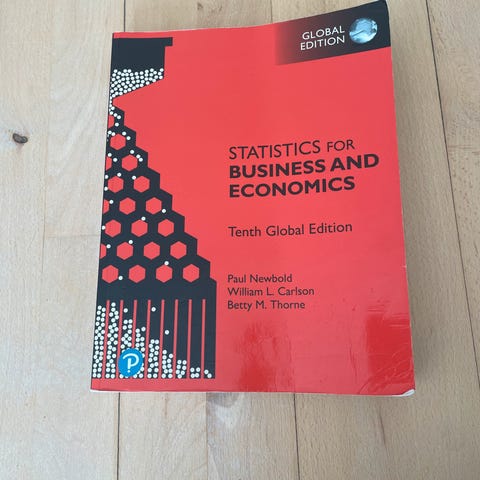 GLOBAL
EDITION
STATISTICS FOR
BUSINESS AND
ECONOMICS
Tenth Global Edition
Paul Newbold
William L. Carlson
Betty M. Thorne
P